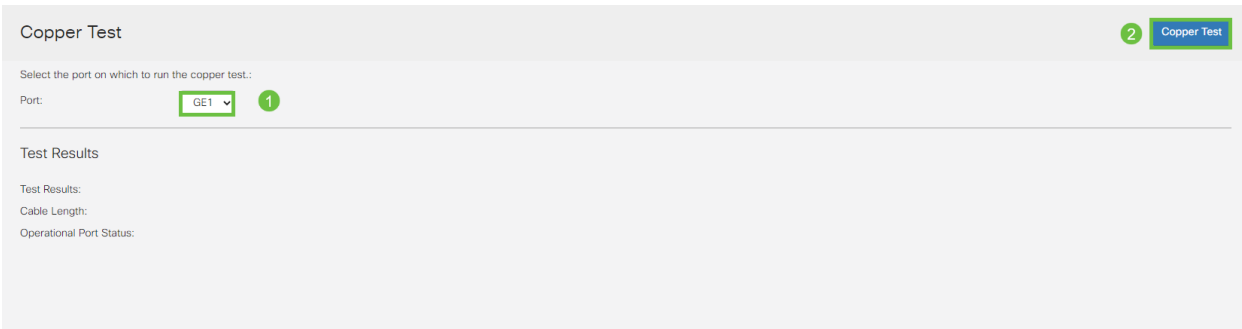 Copper Test
2 Copper Test
Select the port on which to run the copper test.:
Port: GE1 1
Test Results
Test Results:
Cable Length:
Operational Port Status: